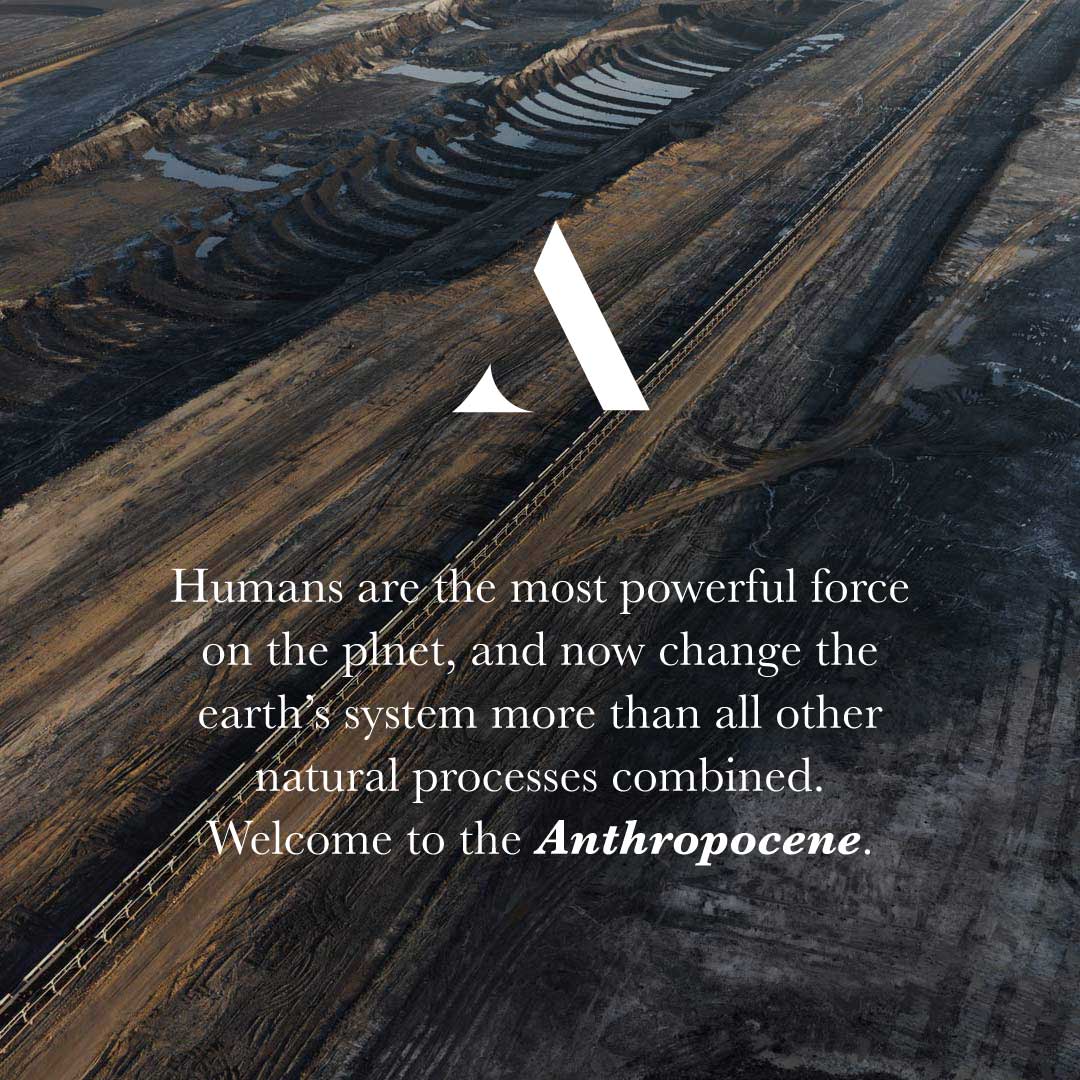 Humans are the most powerful force
on the plnet, and now change the
earth’s system more than all other
natural processes combined.
Welcome to the Anthropocene.